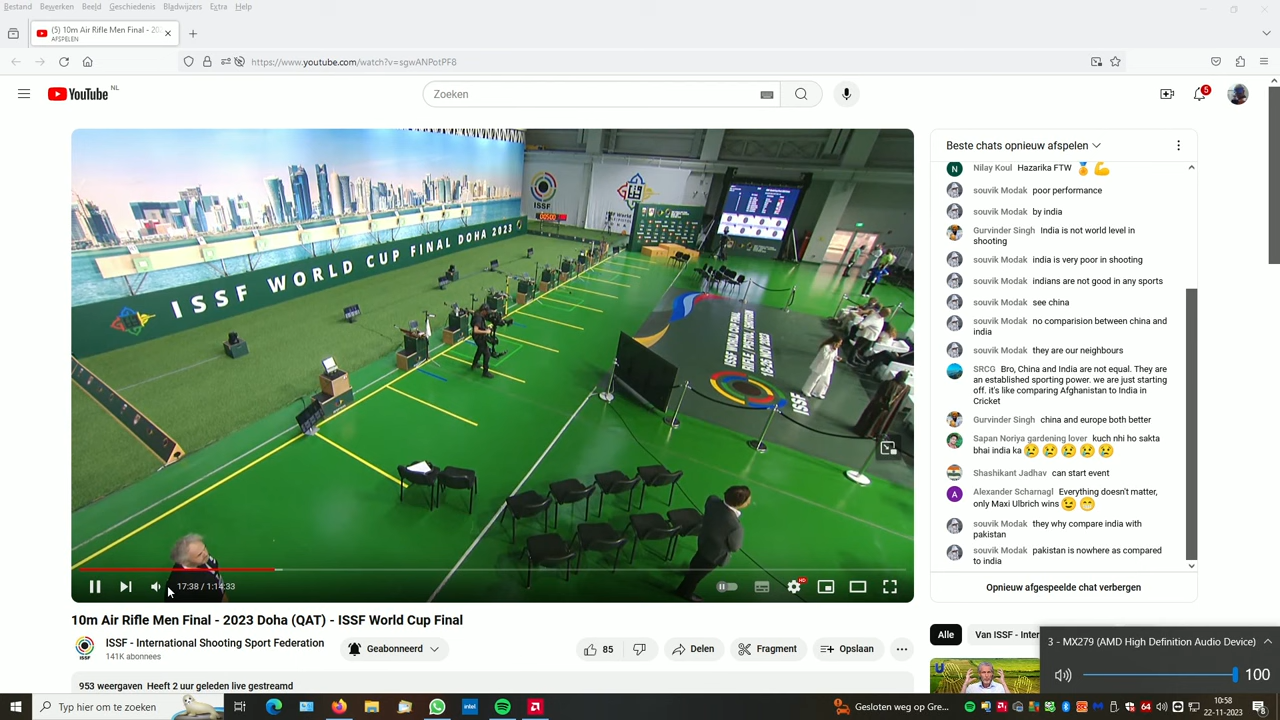 Bestand Bewerken Beeld Geschiedenis Bladwijzers Extra Help
(5) 10m Air Rifle Men Final - 20
AFSPELEN
https://www.youtube.com/watch?v=sgwANPotPF8
YouTube NL
Zoeken
5
ISSF
ISSF WORLD CUP FINAL DOHA 2023
ISSF
Beste chats opnieuw afspelen
Nilay Koul Hazarika FTW 🏅 💪
souvik Modak poor performance
souvik Modak by india
Gurvinder Singh India is not world level in
shooting
souvik Modak india is very poor in shooting
souvik Modak indians are not good in any sports
souvik Modak see china
souvik Modak no comparision between china and
india
souvik Modak they are our neighbours
SRCG Bro, China and India are not equal. They are
an established sporting power. we are just starting
off. it's like comparing Afghanistan to India in
Cricket
Gurvinder Singh china and europe both better
Sapan Noriya gardening lover kuch nhi ho sakta
bhai india ka 😢 😢 😢 😢 😢
Shashikant Jadhav can start event
Alexander Scharnagl Everything doesn't matter,
only Maxi Ulbrich wins 😉 😁
souvik Modak they why compare india with
pakistan
souvik Modak pakistan is nowhere as compared
to india
Opnieuw afgespeelde chat verbergen
17:38 / 1:14:33
HD
10m Air Rifle Men Final - 2023 Doha (QAT) - ISSF World Cup Final
ISSF - International Shooting Sport Federation
141K abonnees
Geabonneerd
85
Delen
Fragment
Opslaan
953 weergaven Heeft 2 uur geleden live gestreamd
Alle
Van ISSF - Inter
3 - MX279 (AMD High Definition Audio Device)
100
Typ hier om te zoeken
intel
Gesloten weg op Gre...
64
10:58
22-11-2023